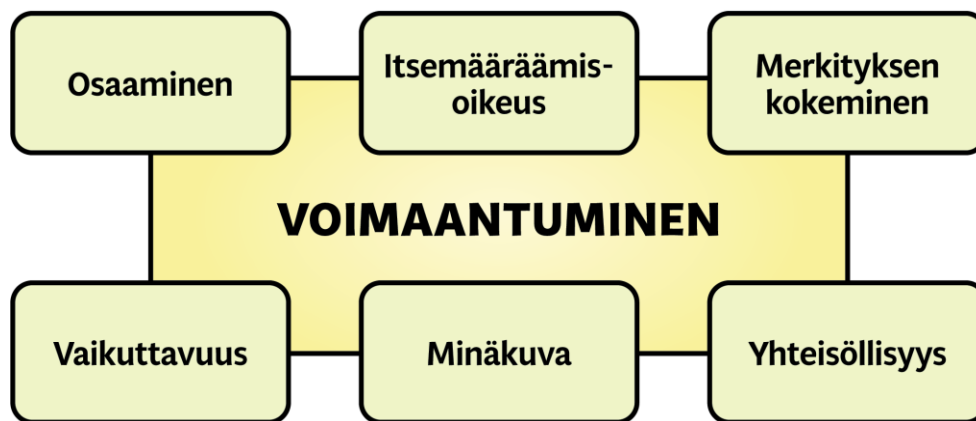 Osaaminen
Itsemääräämis-
oikeus
Merkityksen
kokeminen
VOIMAANTUMINEN
Vaikuttavuus
Minäkuva
Yhteisöllisyys